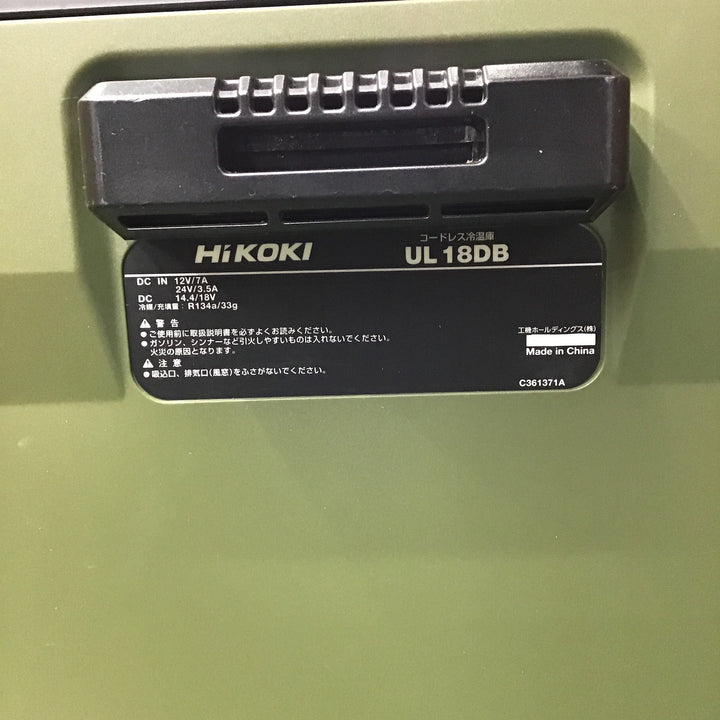 HiKOKI
コードレス冷温庫
UL 18DB
DC IN 12V/7A
24V/3.5A
DC 14.4/18V
冷媒/充填量: R134a/33g
⚠ 警告
●ご使用前に取扱説明書を必ずよくお読みください。
●ガソリン、シンナーなど引火しやすいものは入れないでください。
火災の原因となります。
⚠ 注意
●吸込口、排気口(風窓)をふさがないでください。
工機ホールディングス(株)
Made in China
C361371A